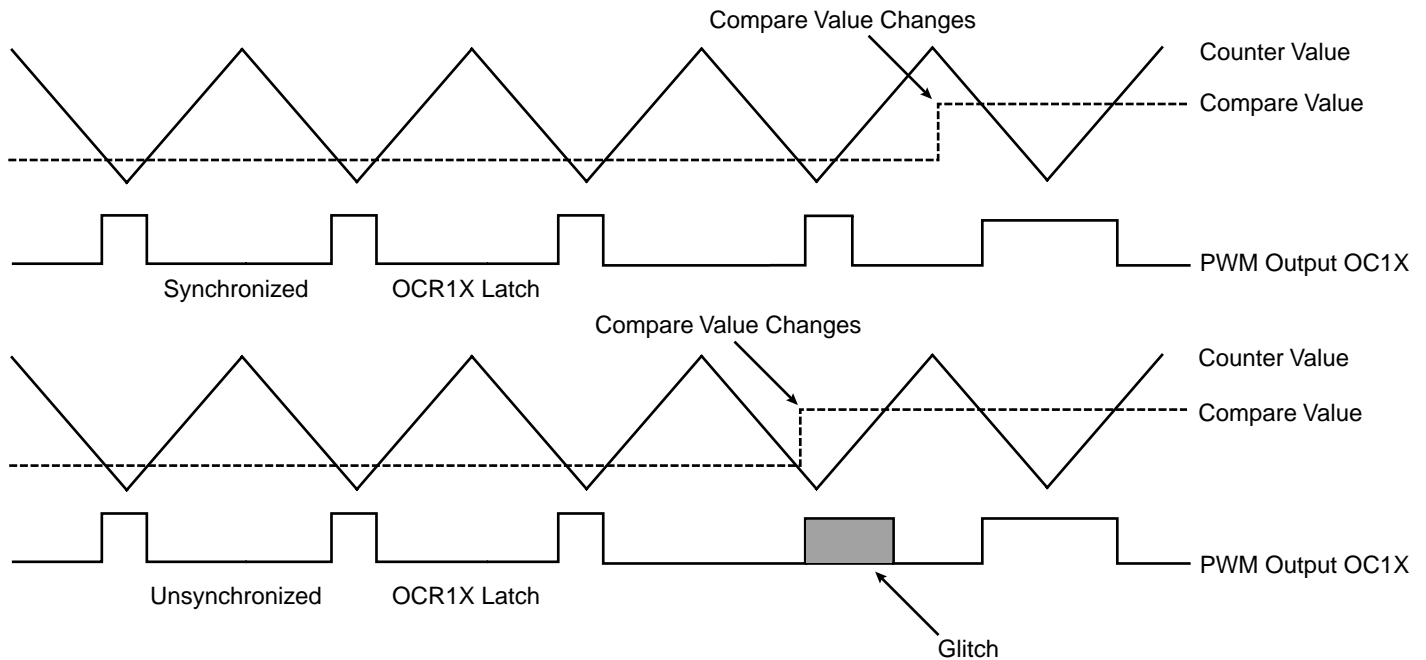 Compare Value Changes
Counter Value
Compare Value
PWM Output OC1X
Synchronized OCR1X Latch
Compare Value Changes
Counter Value
Compare Value
PWM Output OC1X
Unsynchronized OCR1X Latch
Glitch